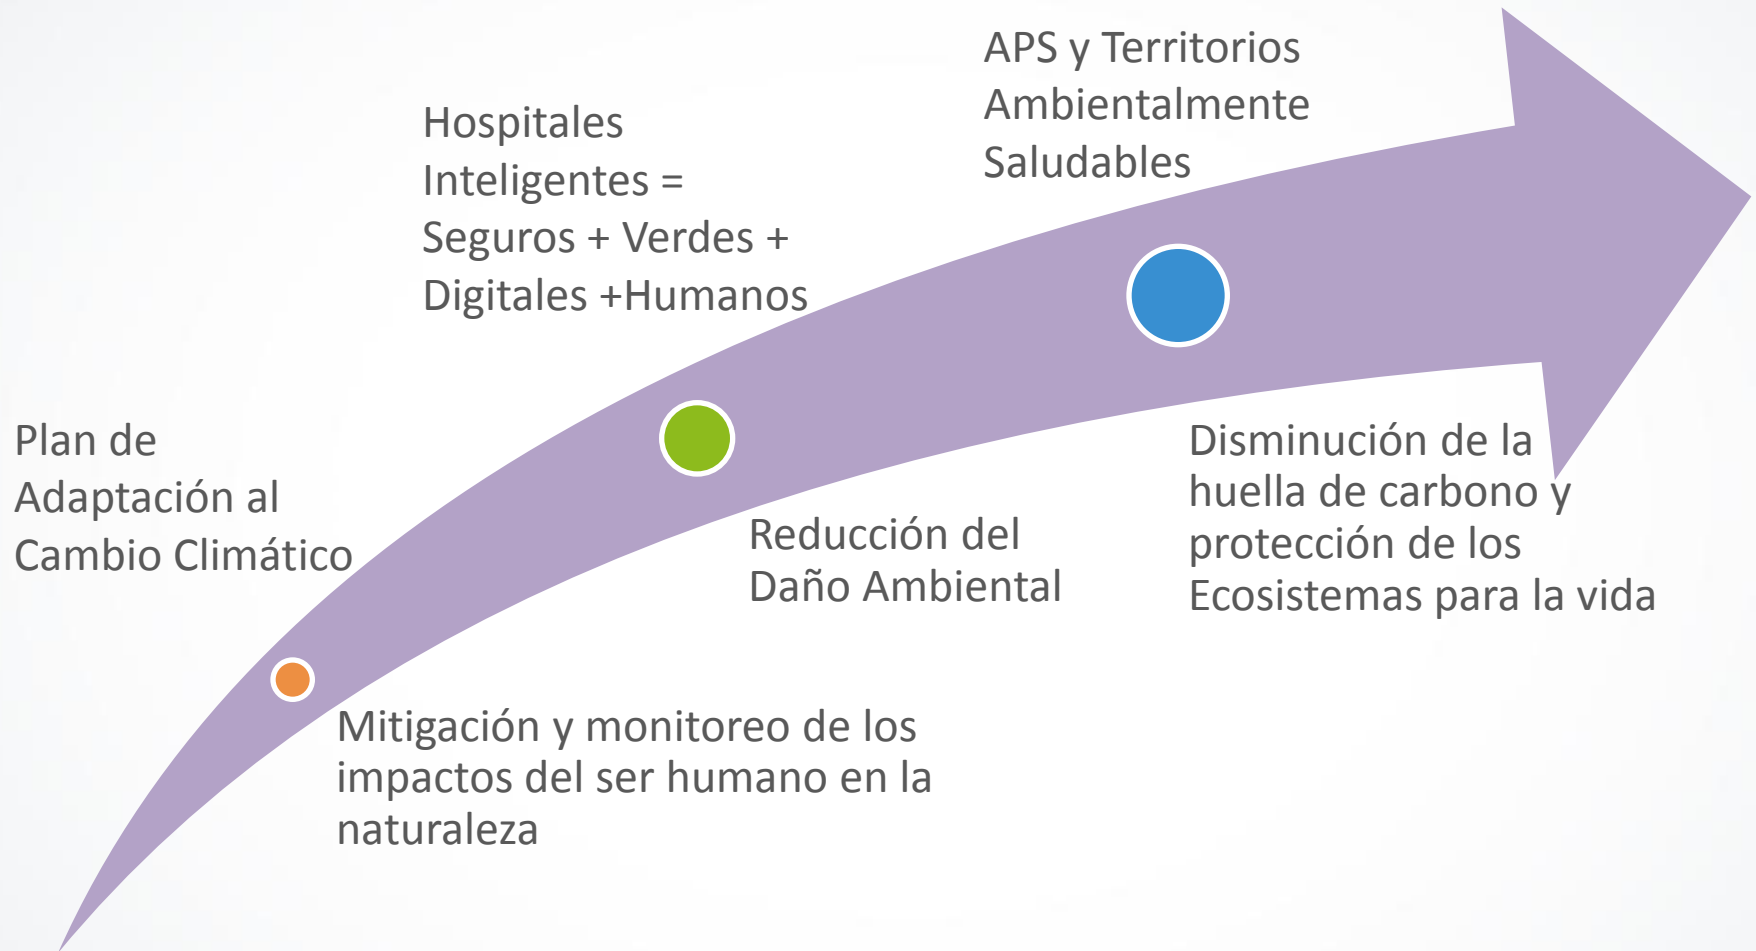 APS y Territorios
Ambientalmente
Saludables
Hospitales
Inteligentes =
Seguros + Verdes +
Digitales +Humanos
Plan de
Adaptación al
Cambio Climático
Disminución de la
huella de carbono y
protección de los
Ecosistemas para la vida
Reducción del
Daño Ambiental
Mitigación y monitoreo de los
impactos del ser humano en la
naturaleza